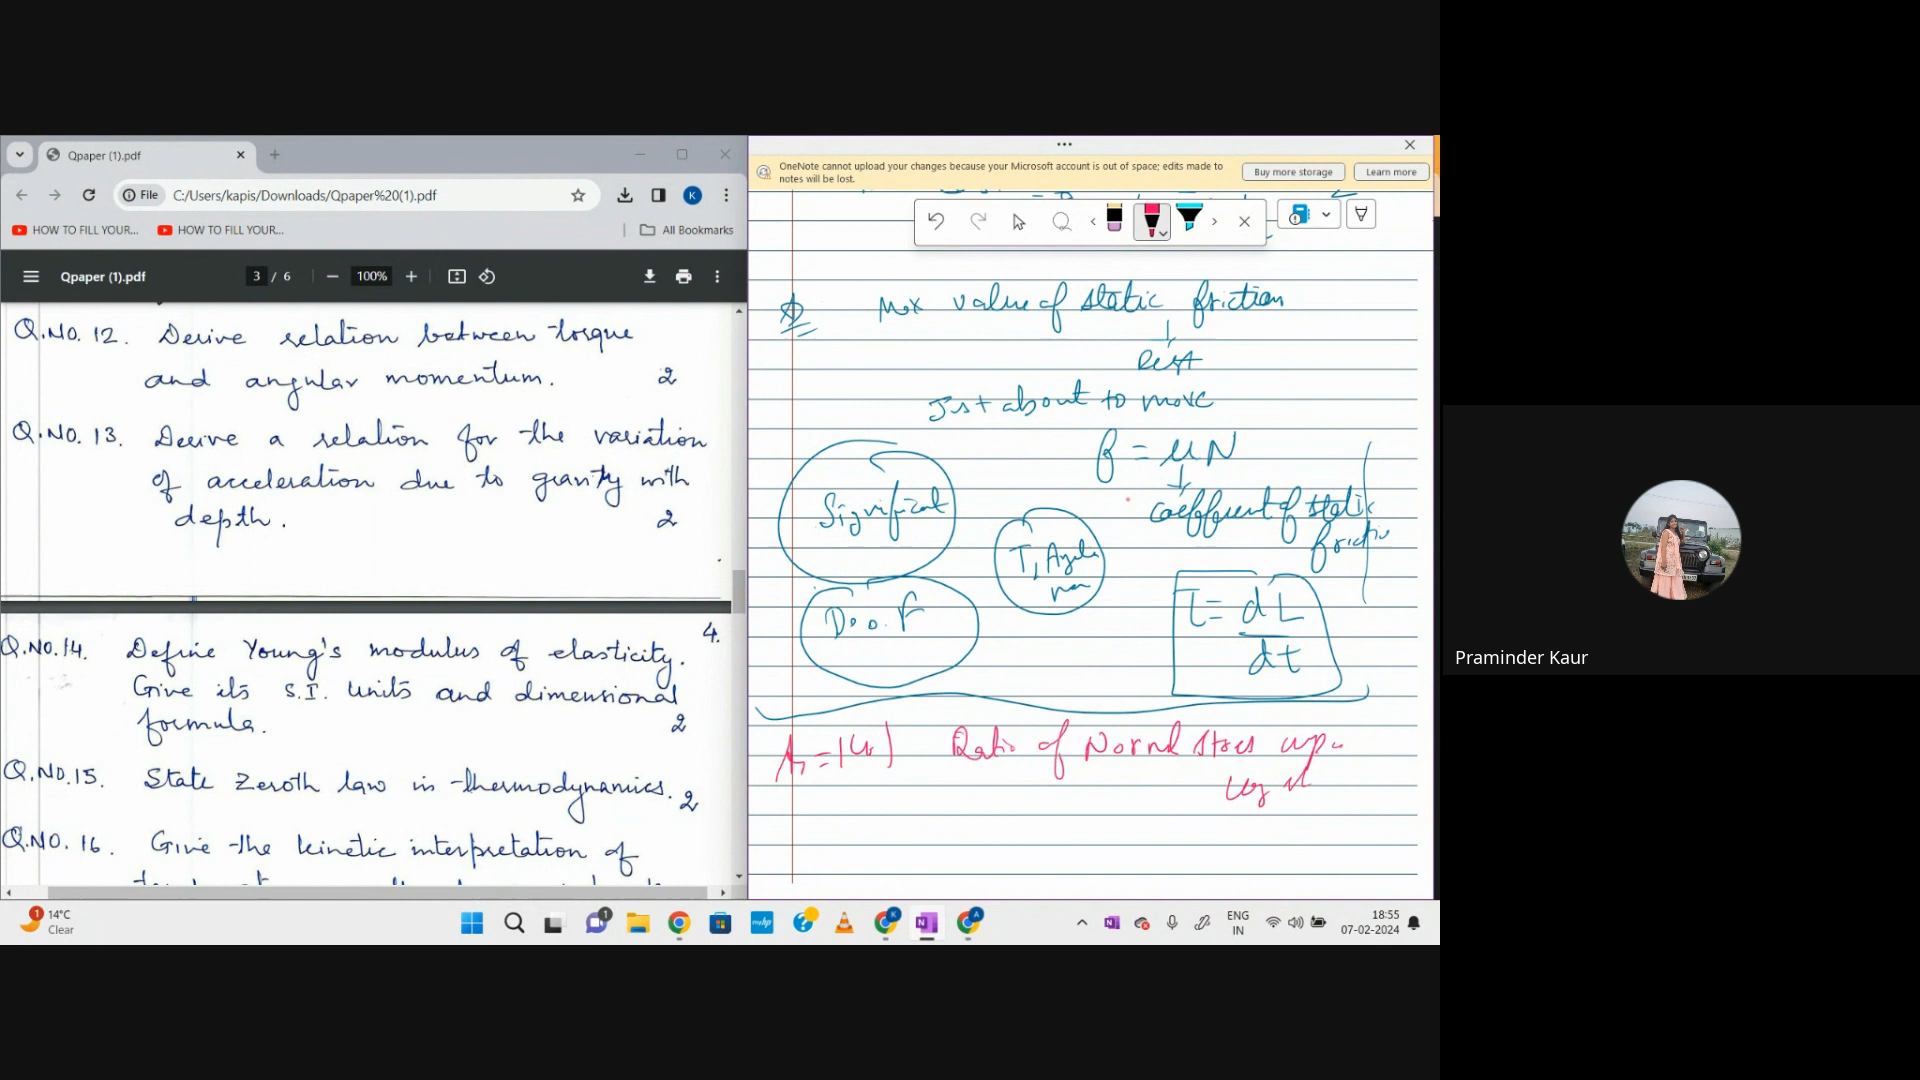 Qpaper (1).pdf
File
C:/Users/kapis/Downloads/Qpaper%20(1).pdf
HOW TO FILL YOUR...
HOW TO FILL YOUR...
All Bookmarks
Qpaper (1).pdf
3 / 6
100%
Q.No. 12. Derive relation between torque
and angular momentum. 2
Q.No. 13. Derive a relation for the variation
of acceleration due to gravity with
depth. 2
4.
Q.No.14. Define Young's modulus of elasticity.
Give its S.I. Units and dimensional
formula. 2
Q.No.15. State Zeroth law in thermodynamics. 2
Q.No. 16. Give the kinetic interpretation of
OneNote cannot upload your changes because your Microsoft account is out of space; edits made to
notes will be lost.
Buy more storage
Learn more
Max value of static friction
Rest
Just about to move
f = μN
coefficient of static
friction
Significant
D.o.F
τ = dL
dt
Ratio of Normal
Praminder Kaur
1
14°C
Clear
1
myhp
K
A
ENG
IN
18:55
07-02-2024